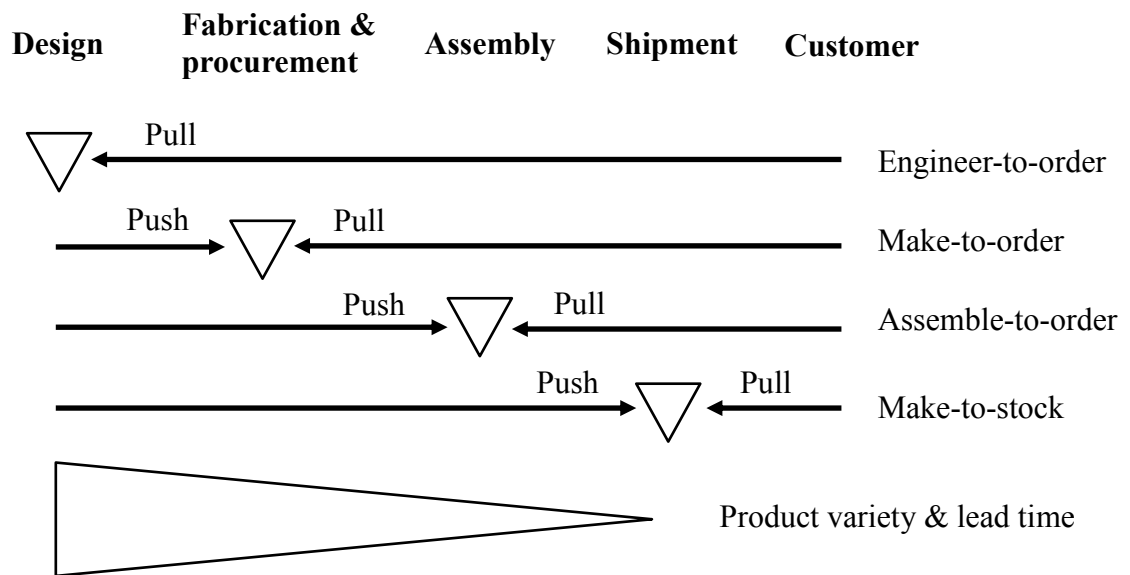 Design
Fabrication &
procurement
Assembly
Shipment
Customer
Pull
Engineer-to-order
Push
Pull
Make-to-order
Push
Pull
Assemble-to-order
Push
Pull
Make-to-stock
Product variety & lead time